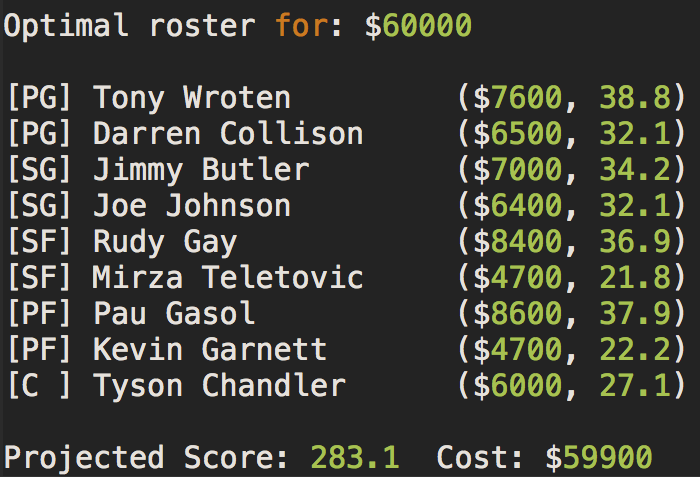 Optimal roster for: $60000
[PG] Tony Wroten ($7600, 38.8)
[PG] Darren Collison ($6500, 32.1)
[SG] Jimmy Butler ($7000, 34.2)
[SG] Joe Johnson ($6400, 32.1)
[SF] Rudy Gay ($8400, 36.9)
[SF] Mirza Teletovic ($4700, 21.8)
[PF] Pau Gasol ($8600, 37.9)
[PF] Kevin Garnett ($4700, 22.2)
[C ] Tyson Chandler ($6000, 27.1)
Projected Score: 283.1 Cost: $59900